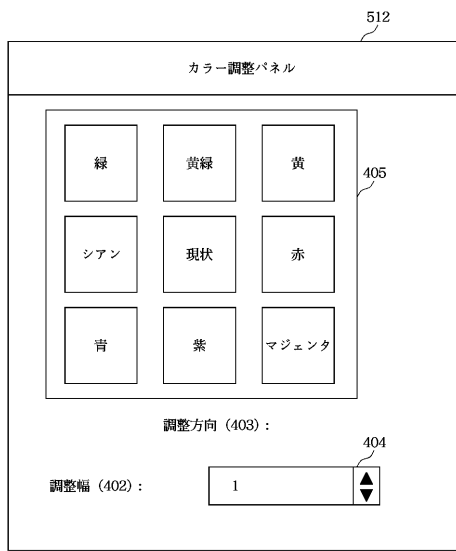 512
カラー調整パネル
緑 黄緑 黄
405
シアン 現状 赤
青 紫 マジェンタ
調整方向（403）：
404
調整幅（402）： 1